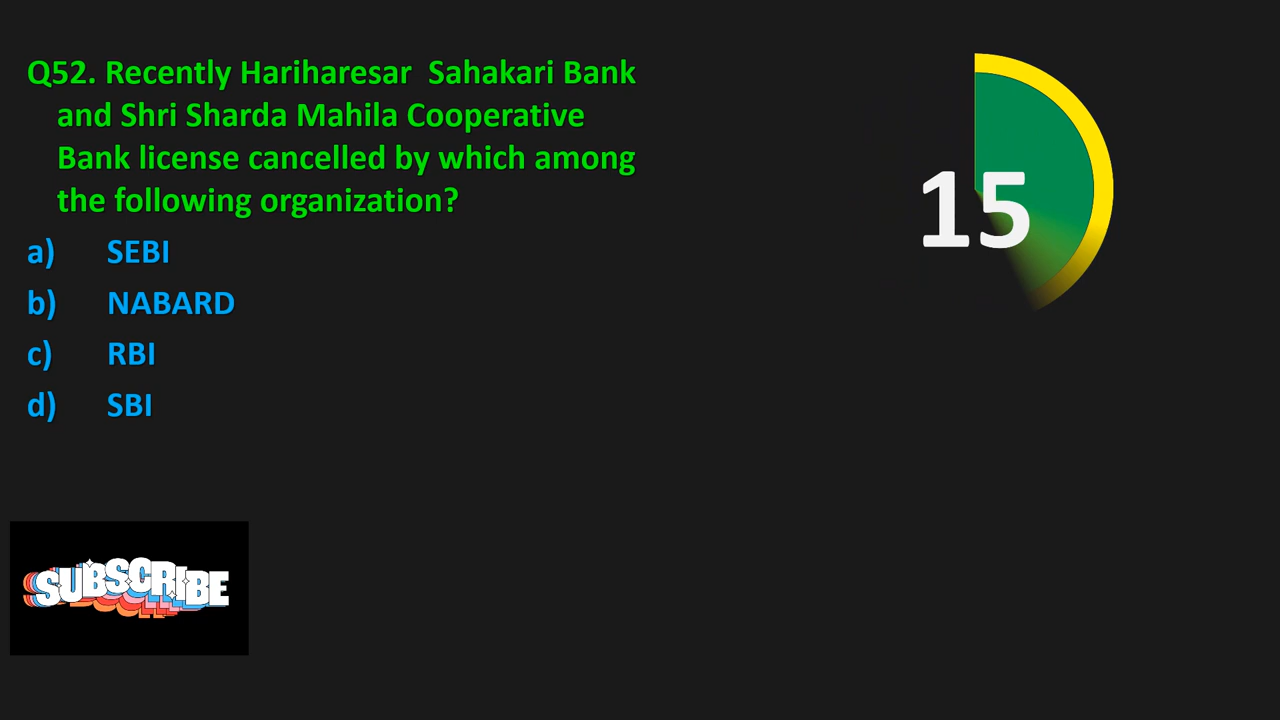 Q52. Recently Hariharesar Sahakari Bank
and Shri Sharda Mahila Cooperative
Bank license cancelled by which among
the following organization?
a) SEBI
b) NABARD
c) RBI
d) SBI
15
SUBSCRIBE